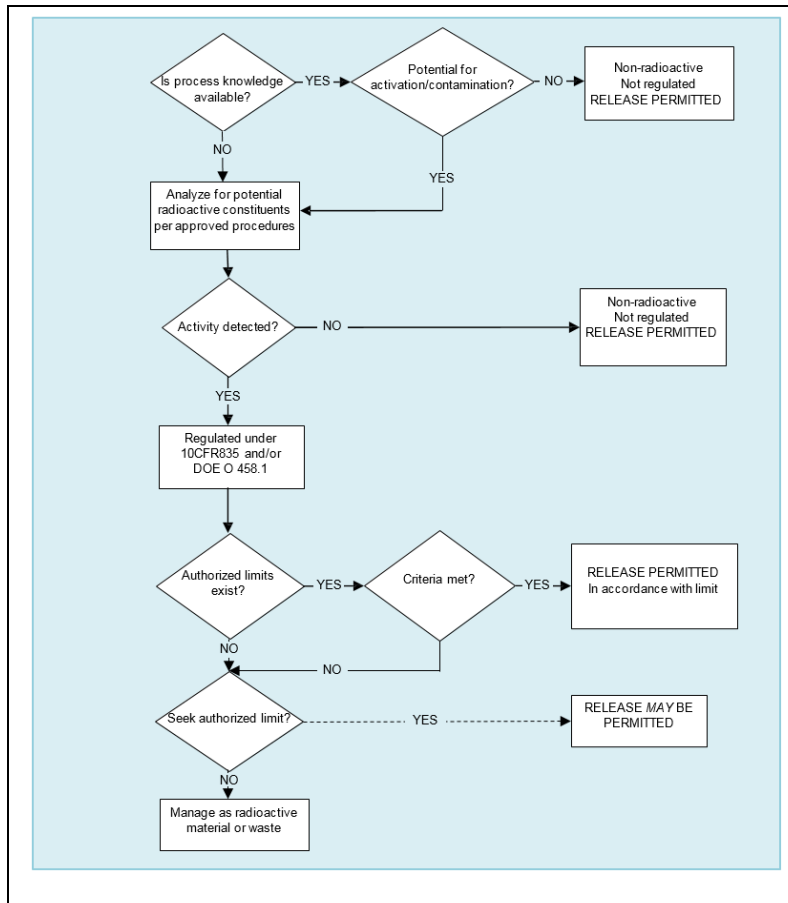 Is process knowledge
available?
YES
Potential for
activation/contamination?
NO
Non-radioactive
Not regulated
RELEASE PERMITTED
NO
YES
Analyze for potential
radioactive constituents
per approved procedures
Activity detected?
NO
Non-radioactive
Not regulated
RELEASE PERMITTED
YES
Regulated under
10CFR835 and/or
DOE O 458.1
Authorized limits
exist?
YES
Criteria met?
YES
RELEASE PERMITTED
In accordance with limit
NO
NO
Seek authorized limit?
YES
RELEASE MAY BE
PERMITTED
NO
Manage as radioactive
material or waste